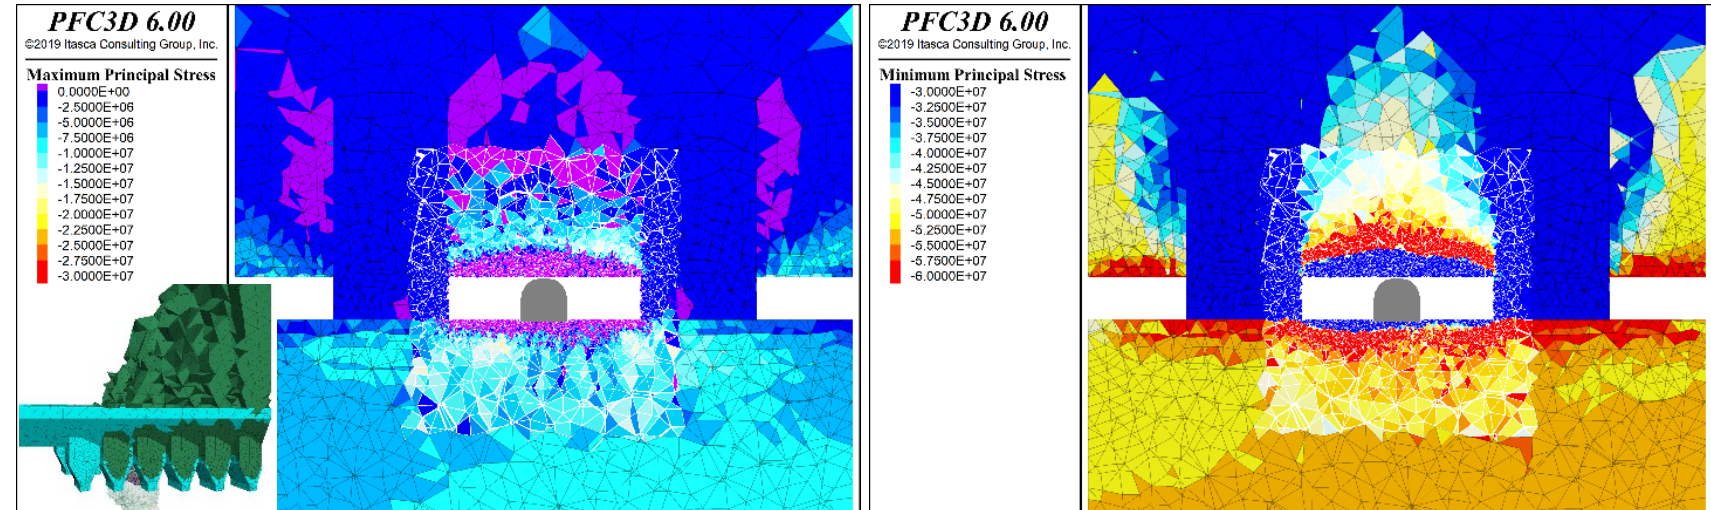 PFC3D 6.00
©2019 Itasca Consulting Group, Inc.
Maximum Principal Stress
0.0000E+00
-2.5000E+06
-5.0000E+06
-7.5000E+06
-1.0000E+07
-1.2500E+07
-1.5000E+07
-1.7500E+07
-2.0000E+07
-2.2500E+07
-2.5000E+07
-2.7500E+07
-3.0000E+07
PFC3D 6.00
©2019 Itasca Consulting Group, Inc.
Minimum Principal Stress
-3.0000E+07
-3.2500E+07
-3.5000E+07
-3.7500E+07
-4.0000E+07
-4.2500E+07
-4.5000E+07
-4.7500E+07
-5.0000E+07
-5.2500E+07
-5.5000E+07
-5.7500E+07
-6.0000E+07